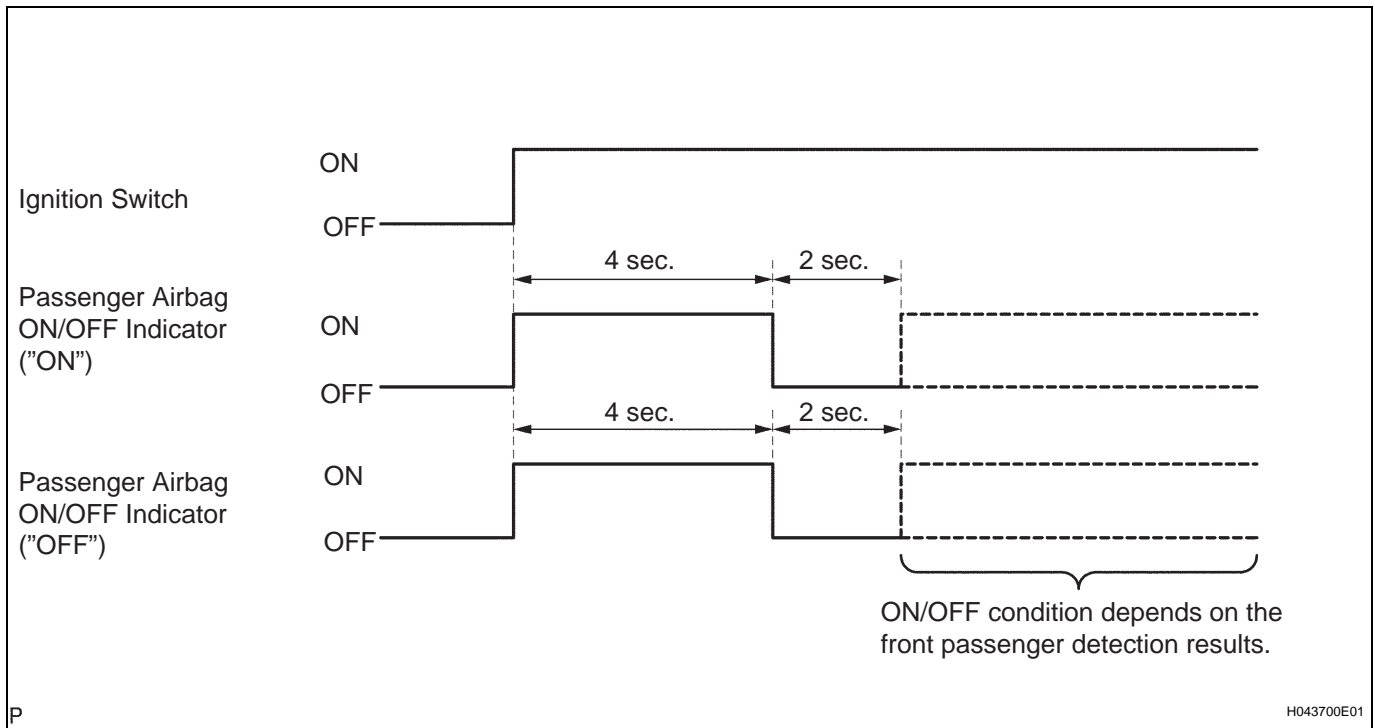 ON
Ignition Switch
OFF
4 sec.
2 sec.
Passenger Airbag
ON/OFF Indicator
(”ON”)
ON
OFF
4 sec.
2 sec.
Passenger Airbag
ON/OFF Indicator
(”OFF”)
ON
OFF
ON/OFF condition depends on the
front passenger detection results.
P
H043700E01